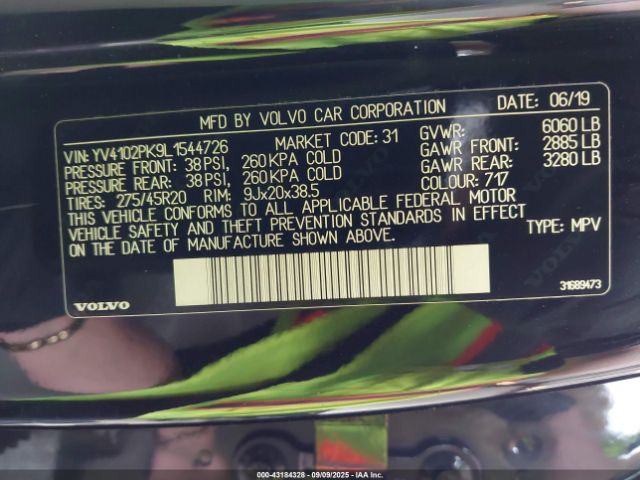 MFD BY VOLVO CAR CORPORATION DATE: 06/19
VIN: YV4102PK9L1544726 MARKET CODE: 31 GVWR: 6060 LB
PRESSURE FRONT: 38 PSI, 260 KPA COLD GAWR FRONT: 2885 LB
PRESSURE REAR: 38 PSI, 260 KPA COLD GAWR REAR: 3280 LB
TIRES: 275/45R20 RIM: 9Jx20x38.5 COLOUR: 717
THIS VEHICLE CONFORMS TO ALL APPLICABLE FEDERAL MOTOR
VEHICLE SAFETY AND THEFT PREVENTION STANDARDS IN EFFECT
ON THE DATE OF MANUFACTURE SHOWN ABOVE. TYPE: MPV
VOLVO 31689473
000-43184328 - 09/09/2025 - IAA Inc.